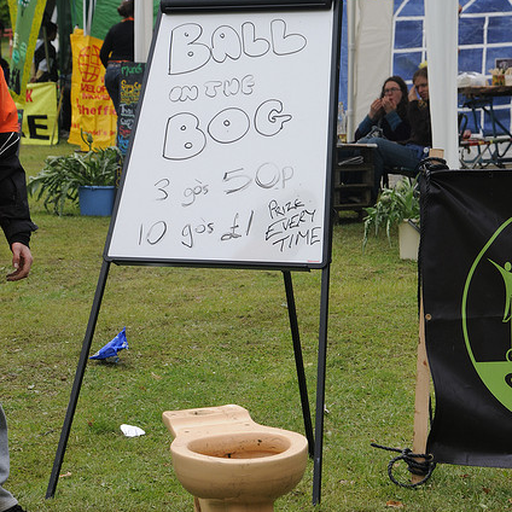 BALL
ON THE
BOG
3 go's 50P
10 go's £1
PRIZE
EVERY
TIME